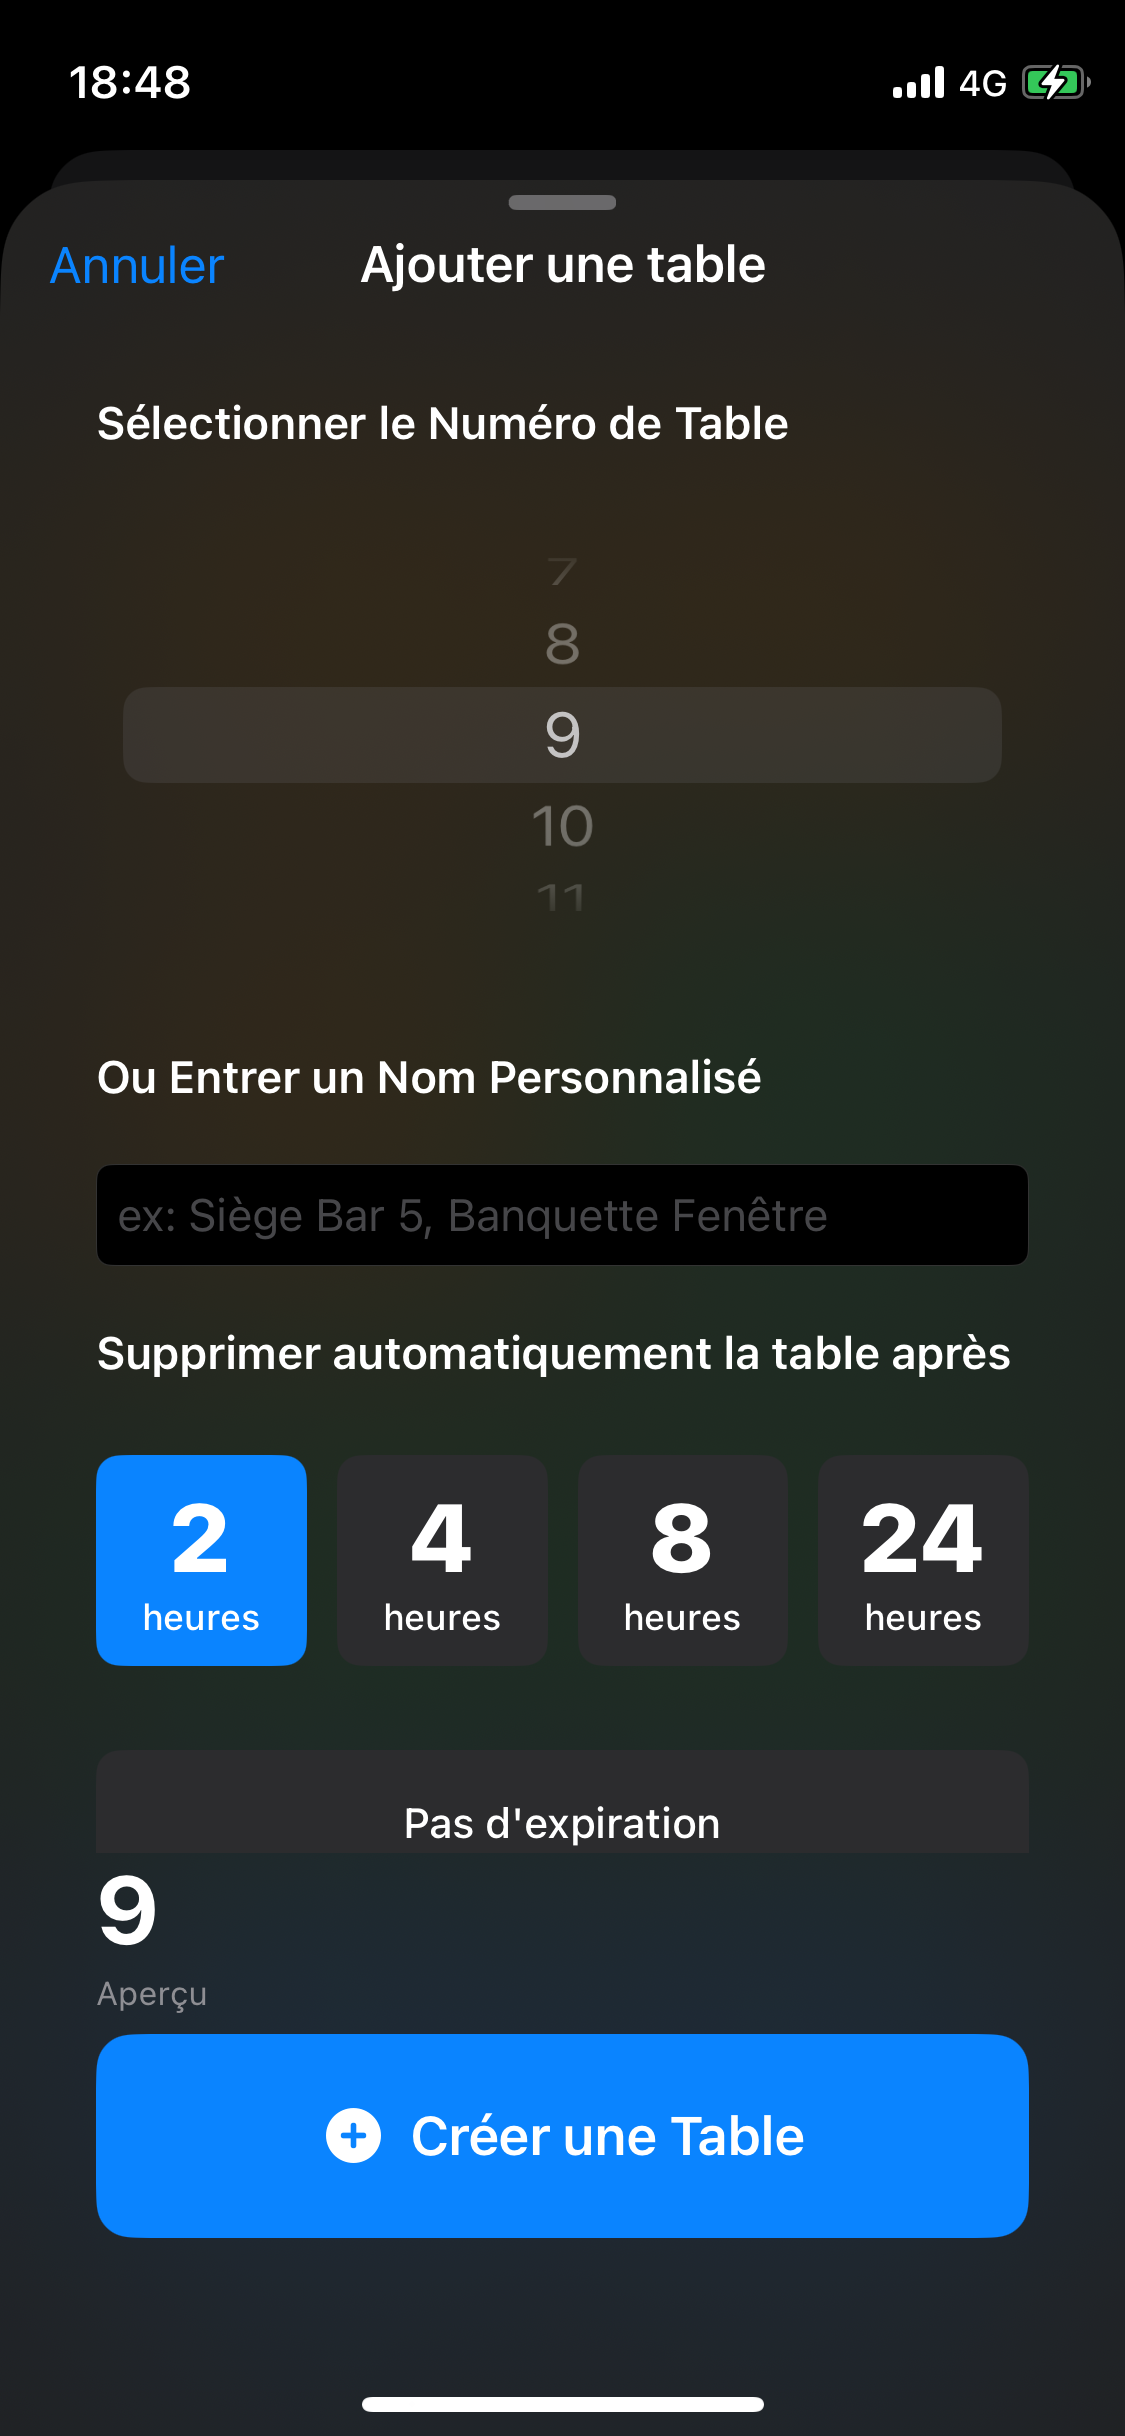 18:48 4G
Annuler Ajouter une table
Sélectionner le Numéro de Table
7
8
9
10
11
Ou Entrer un Nom Personnalisé
ex: Siège Bar 5, Banquette Fenêtre
Supprimer automatiquement la table après
2 4 8 24
heures heures heures heures
Pas d'expiration
9
Aperçu
Créer une Table